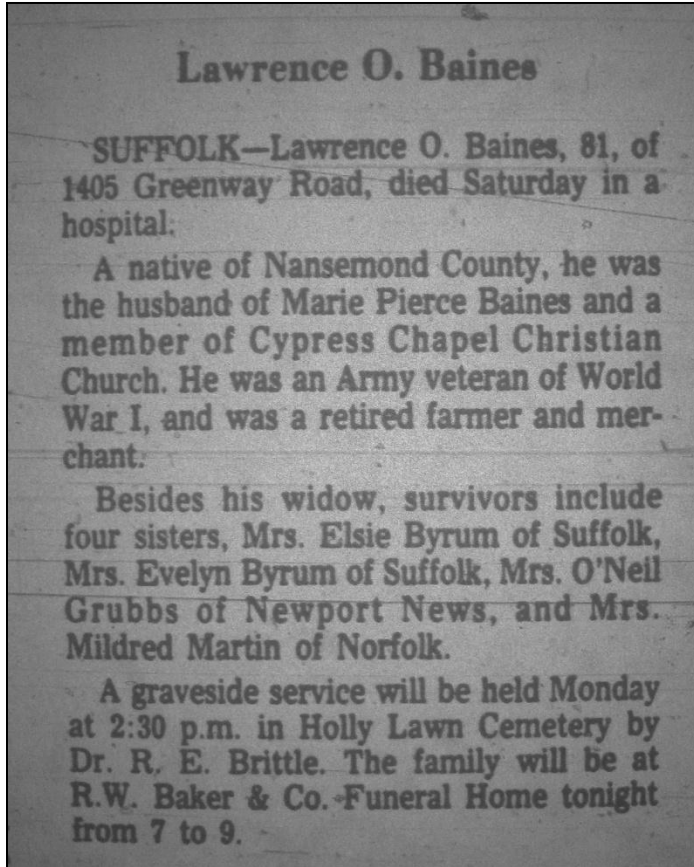 Lawrence O. Baines
SUFFOLK—Lawrence O. Baines, 81, of
1405 Greenway Road, died Saturday in a
hospital.
A native of Nansemond County, he was
the husband of Marie Pierce Baines and a
member of Cypress Chapel Christian
Church. He was an Army veteran of World
War I, and was a retired farmer and mer-
chant.
Besides his widow, survivors include
four sisters, Mrs. Elsie Byrum of Suffolk,
Mrs. Evelyn Byrum of Suffolk, Mrs. O'Neil
Grubbs of Newport News, and Mrs.
Mildred Martin of Norfolk.
A graveside service will be held Monday
at 2:30 p.m. in Holly Lawn Cemetery by
Dr. R. E. Brittle. The family will be at
R.W. Baker & Co. Funeral Home tonight
from 7 to 9.